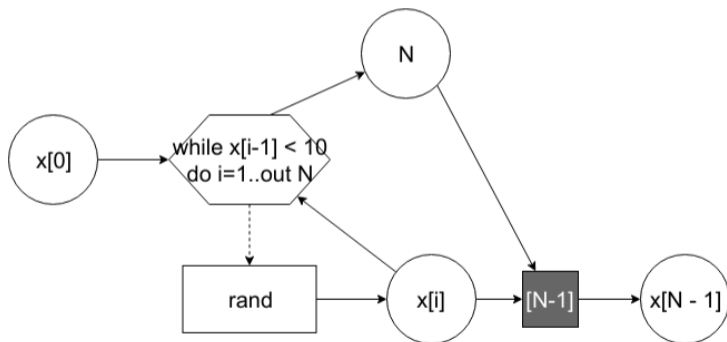 N
while x[i-1] < 10
do i=1..out N
x[0]
rand
x[i]
[N-1]
x[N - 1]